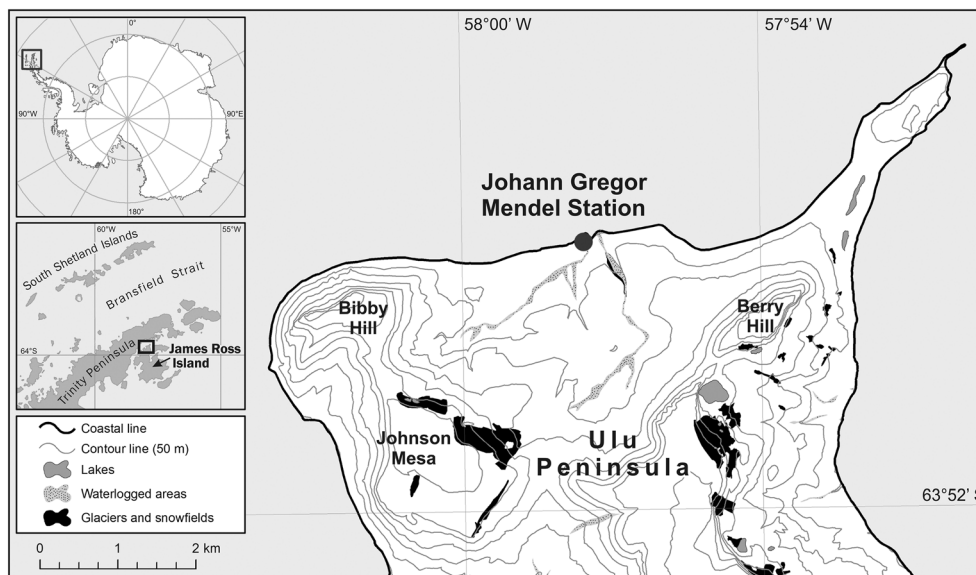 0°
90°W
90°E
180°
60°
60°W
55°W
South Shetland Islands
Bransfield Strait
64°S
Trinity Peninsula
James Ross
Island
Coastal line
Contour line (50 m)
Lakes
Waterlogged areas
Glaciers and snowfields
0 1 2 km
58°00' W
57°54' W
Johann Gregor
Mendel Station
Bibby
Hill
Berry
Hill
Johnson
Mesa
Ulu
Peninsula
63°52' S